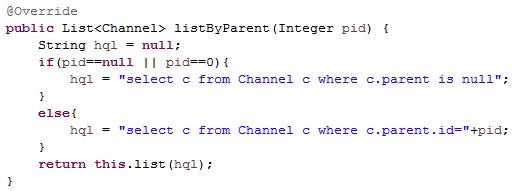 @Override
public List<Channel> listByParent(Integer pid) {
    String hql = null;
    if(pid==null || pid==0){
        hql = "select c from Channel c where c.parent is null";
    }
    else{
        hql = "select c from Channel c where c.parent.id="+pid;
    }
    return this.list(hql);
}